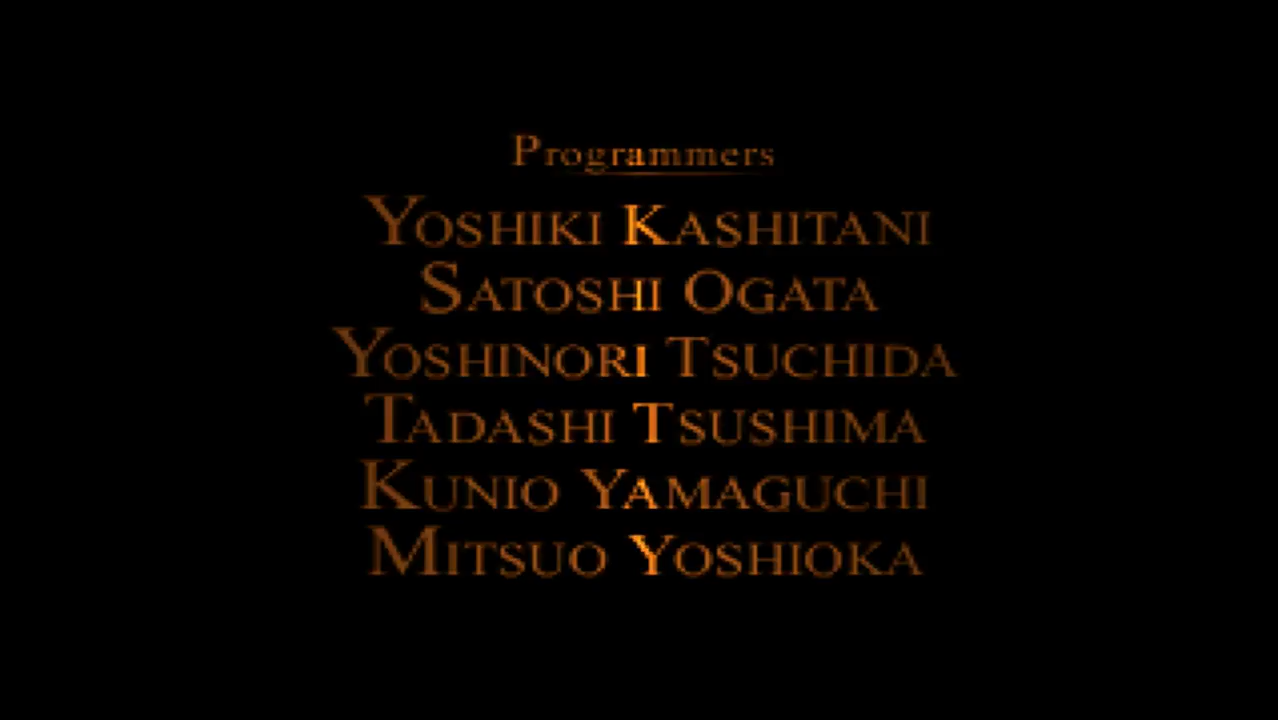 Programmers
YOSHIKI KASHITANI
SATOSHI OGATA
YOSHINORI TSUCHIDA
TADASHI TSUSHIMA
KUNIO YAMAGUCHI
MITSUO YOSHIOKA